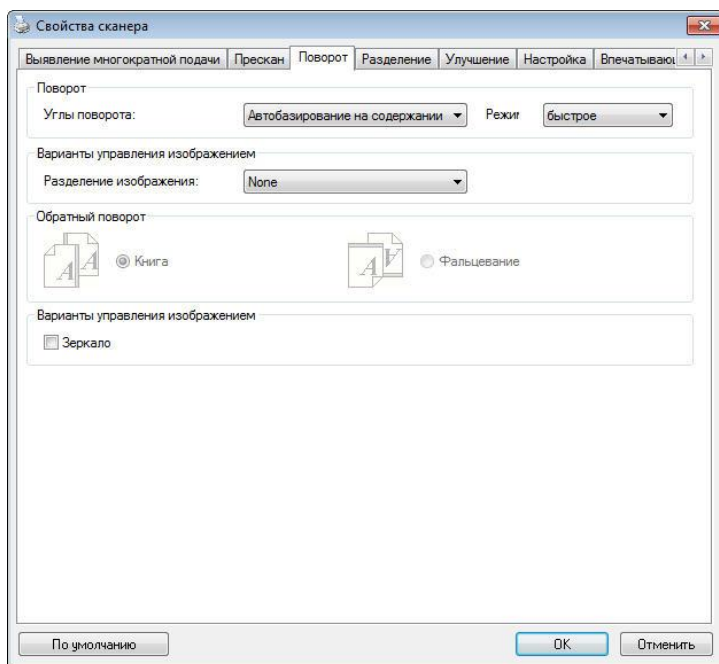 Свойства сканера
Выявление многократной подачи Прескан Поворот Разделение Улучшение Настройка Впечатываюц
Поворот
Углы поворота: Автобазирование на содержании Режи быстрое
Варианты управления изображением
Разделение изображения: None
Обратный поворот
Книга Фальцевание
Варианты управления изображением
Зеркало
По умолчанию OK Отменить